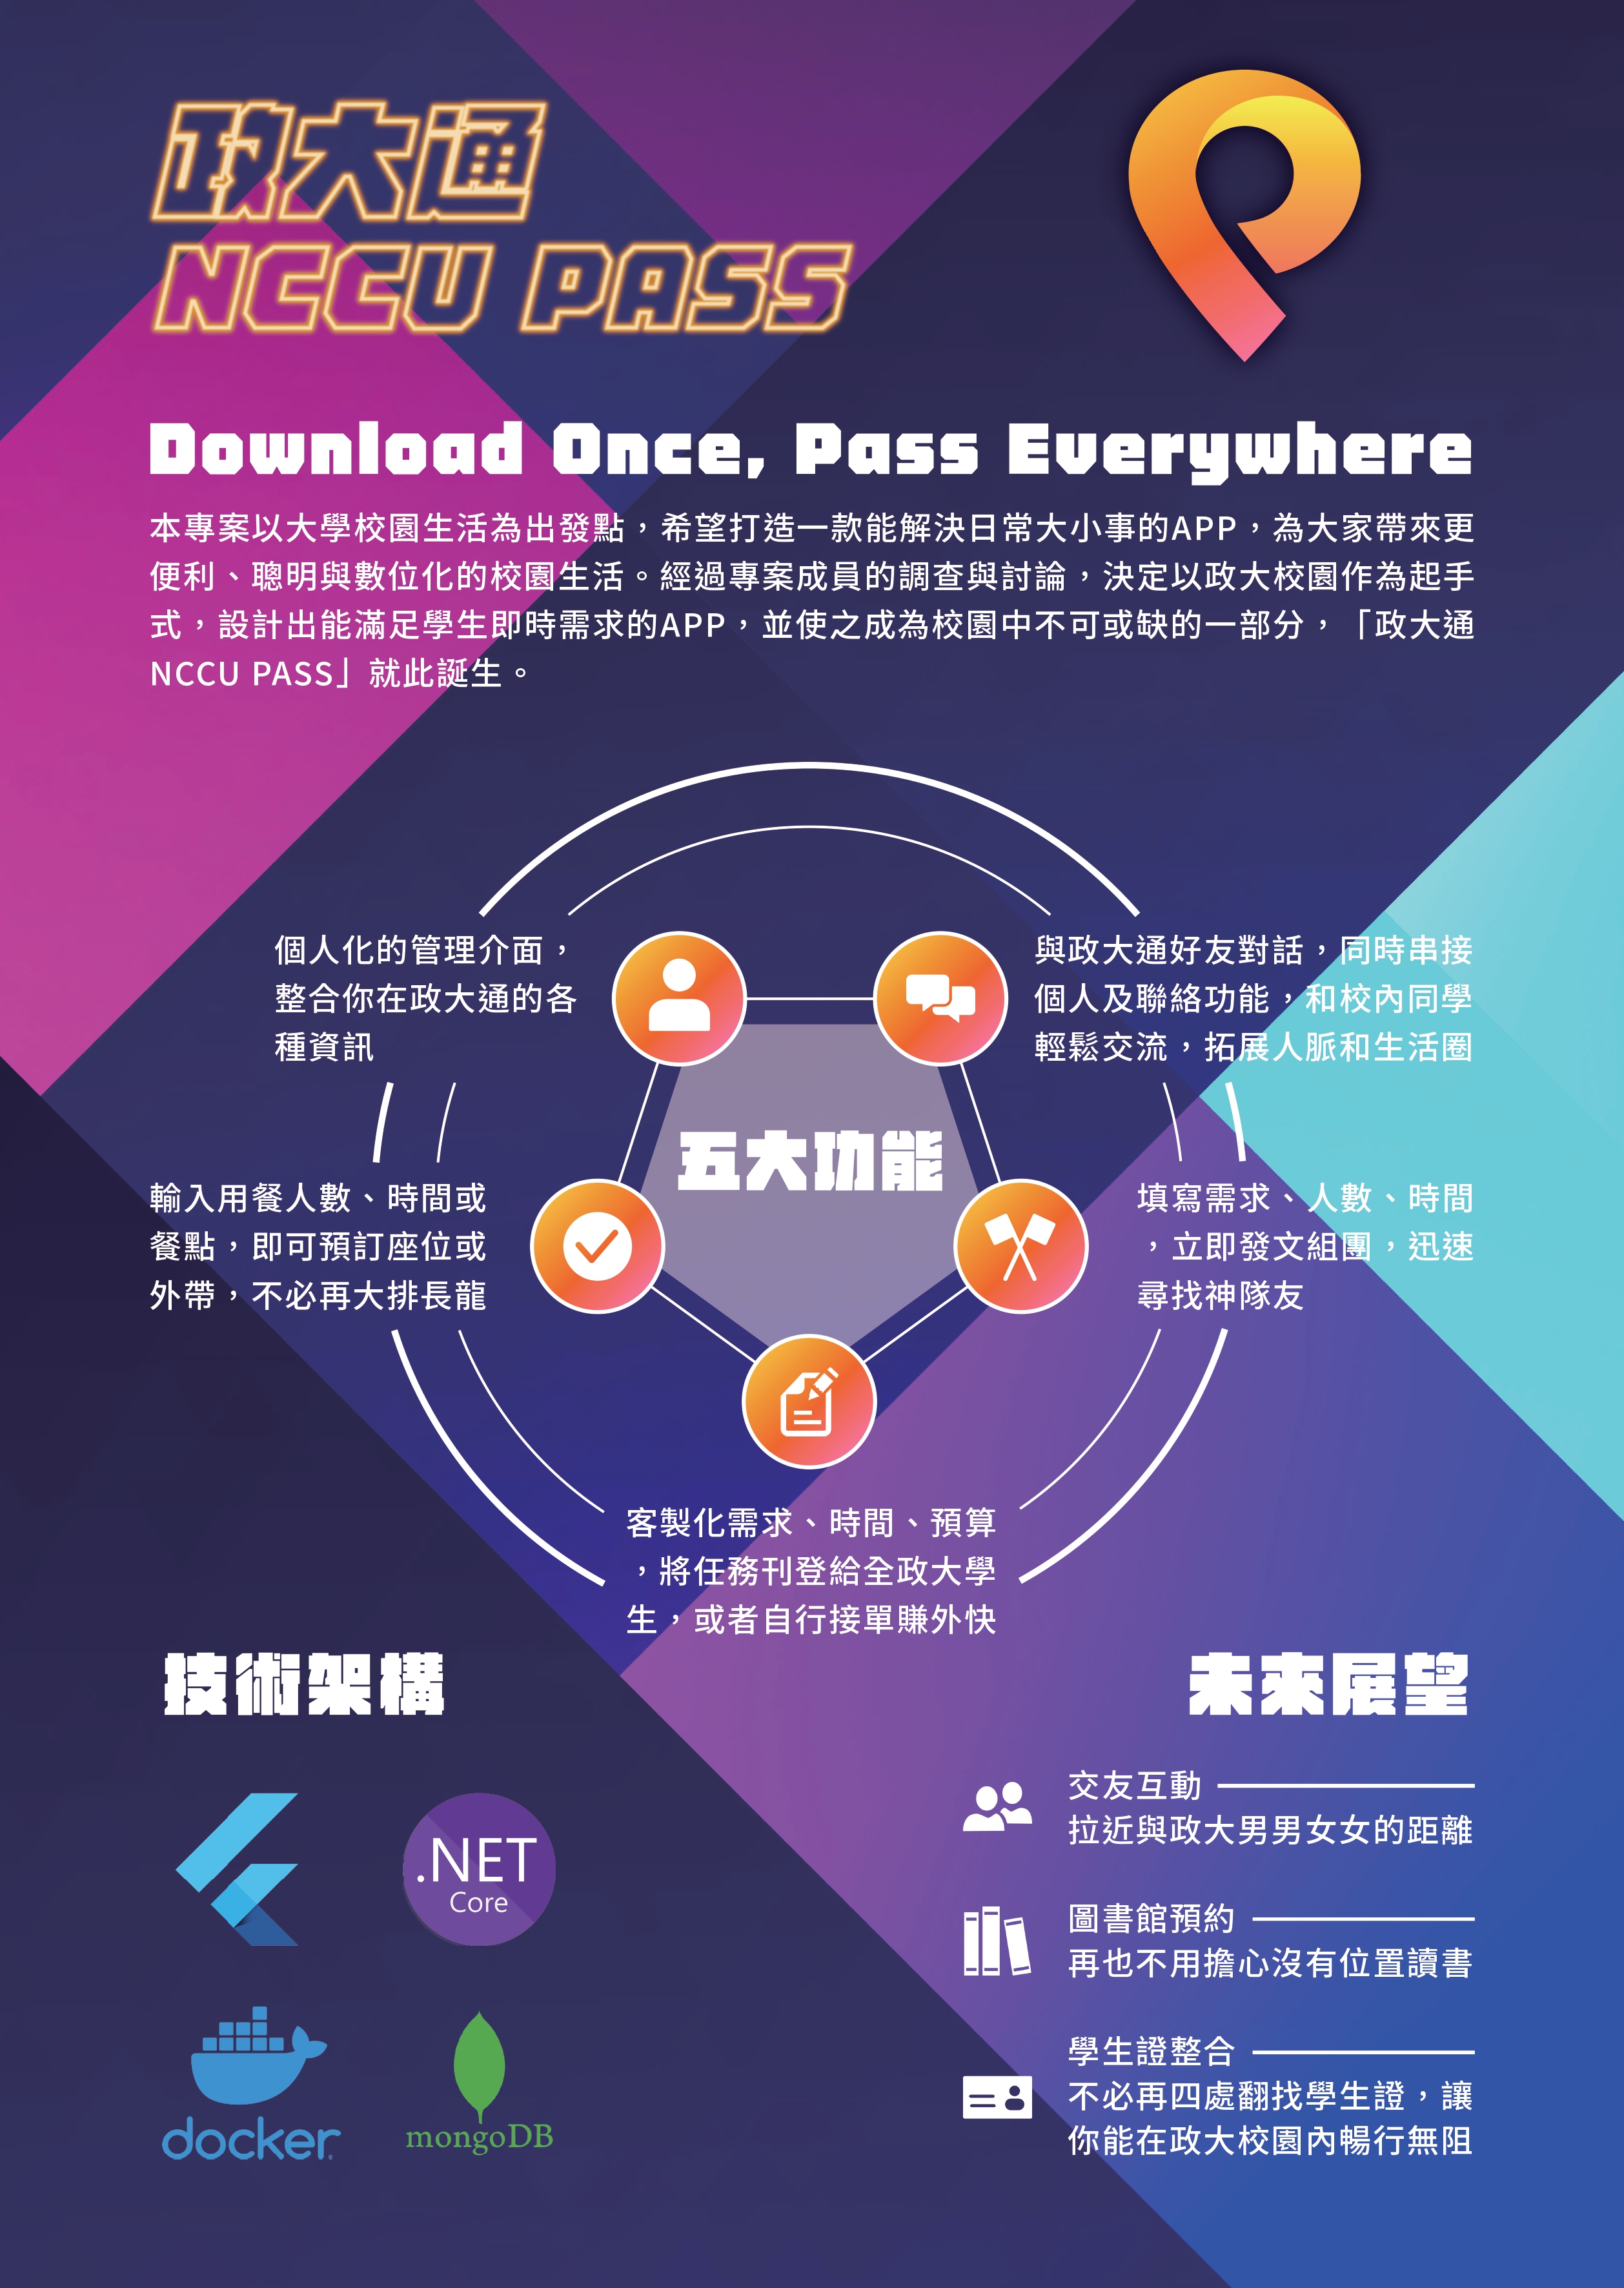 政大通
NCCU PASS
Download Once, Pass Everywhere
本專案以大學校園生活為出發點，希望打造一款能解決日常大小事的APP，為大家帶來更
便利、聰明與數位化的校園生活。經過專案成員的調查與討論，決定以政大校園作為起手
式，設計出能滿足學生即時需求的APP，並使之成為校園中不可或缺的一部分，「政大通
NCCU PASS」就此誕生。
個人化的管理介面，
整合你在政大通的各
種資訊
與政大通好友對話，同時串接
個人及聯絡功能，和校內同學
輕鬆交流，拓展人脈和生活圈
五大功能
輸入用餐人數、時間或
餐點，即可預訂座位或
外帶，不必再大排長龍
填寫需求、人數、時間
，立即發文組團，迅速
尋找神隊友
客製化需求、時間、預算
，將任務刊登給全政大學
生，或者自行接單賺外快
技術架構
.NET
Core
docker
mongoDB
未來展望
交友互動
拉近與政大男男女女的距離
圖書館預約
再也不用擔心沒有位置讀書
學生證整合
不必再四處翻找學生證，讓
你能在政大校園內暢行無阻